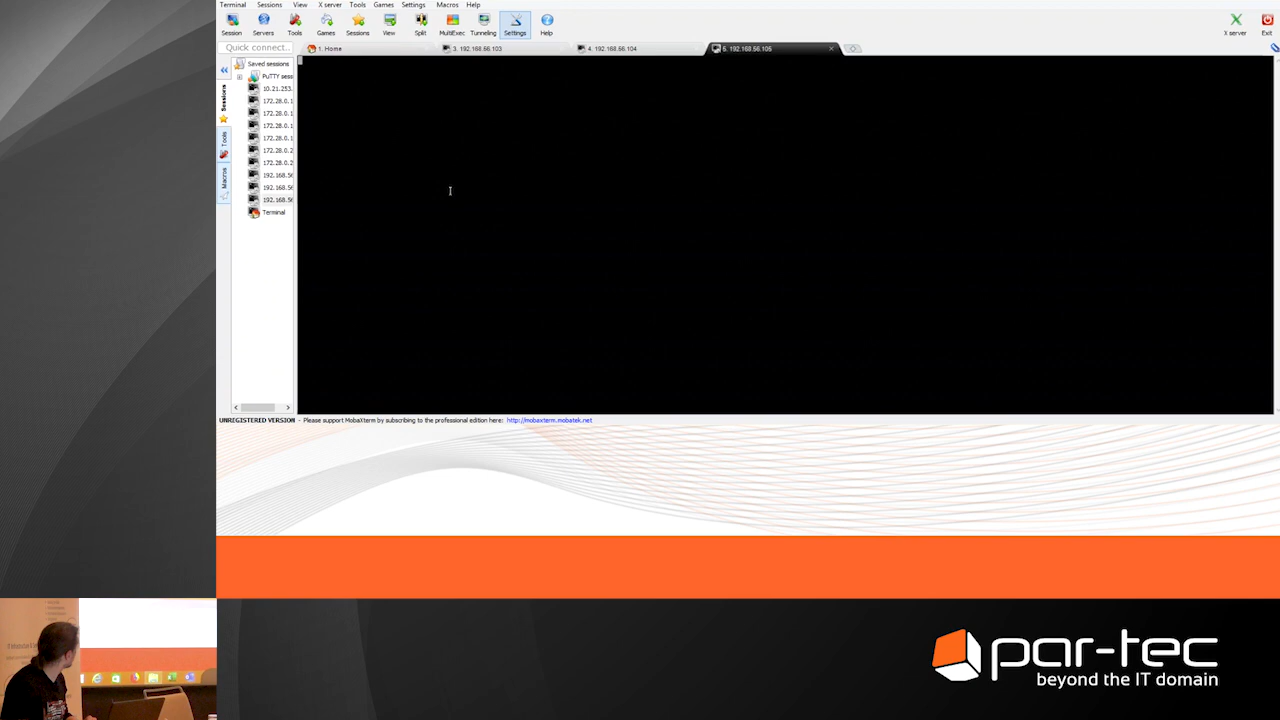 Terminal Sessions View X server Tools Games Settings Macros Help
Session Servers Tools Games Sessions View Split MultiExec Tunneling Settings Help X server Exit
Quick connect... 1. Home 3. 192.168.56.103 4. 192.168.56.104 5. 192.168.56.105
Sessions
Tools
Macros
Saved sessions
PuTTY sess
10.21.253.
172.28.0.1
172.28.0.1
172.28.0.1
172.28.0.1
172.28.0.2
172.28.0.2
192.168.56
192.168.56
192.168.56
Terminal
UNREGISTERED VERSION - Please support MobaXterm by subscribing to the professional edition here: http://mobaxterm.mobatek.net
par-tec
beyond the IT domain